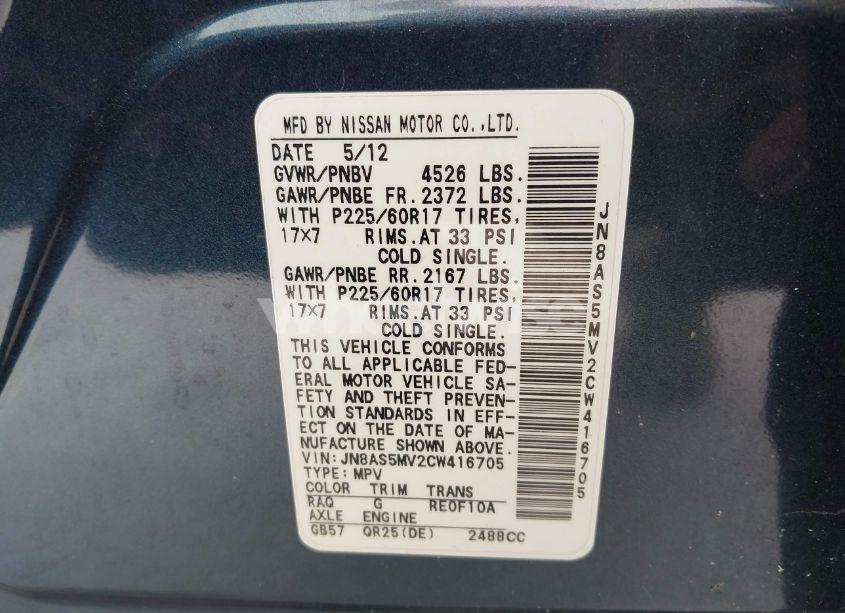 MFD BY NISSAN MOTOR CO.,LTD.
DATE 5/12
GVWR/PNBV 4526 LBS.
GAWR/PNBE FR. 2372 LBS.
WITH P225/60R17 TIRES,
17×7 RIMS.AT 33 PSI
COLD SINGLE.
GAWR/PNBE RR. 2167 LBS.
WITH P225/60R17 TIRES,
17×7 RIMS.AT 33 PSI
COLD SINGLE.
THIS VEHICLE CONFORMS
TO ALL APPLICABLE FED-
ERAL MOTOR VEHICLE SA-
FETY AND THEFT PREVEN-
TION STANDARDS IN EFF-
ECT ON THE DATE OF MA-
NUFACTURE SHOWN ABOVE.
VIN:JN8AS5MV2CW416705
TYPE:MPV
COLOR TRIM TRANS
RAQ G RE0F10A
AXLE ENGINE
GB57 QR25(DE) 2488CC
JN8AS5MV2CW416705